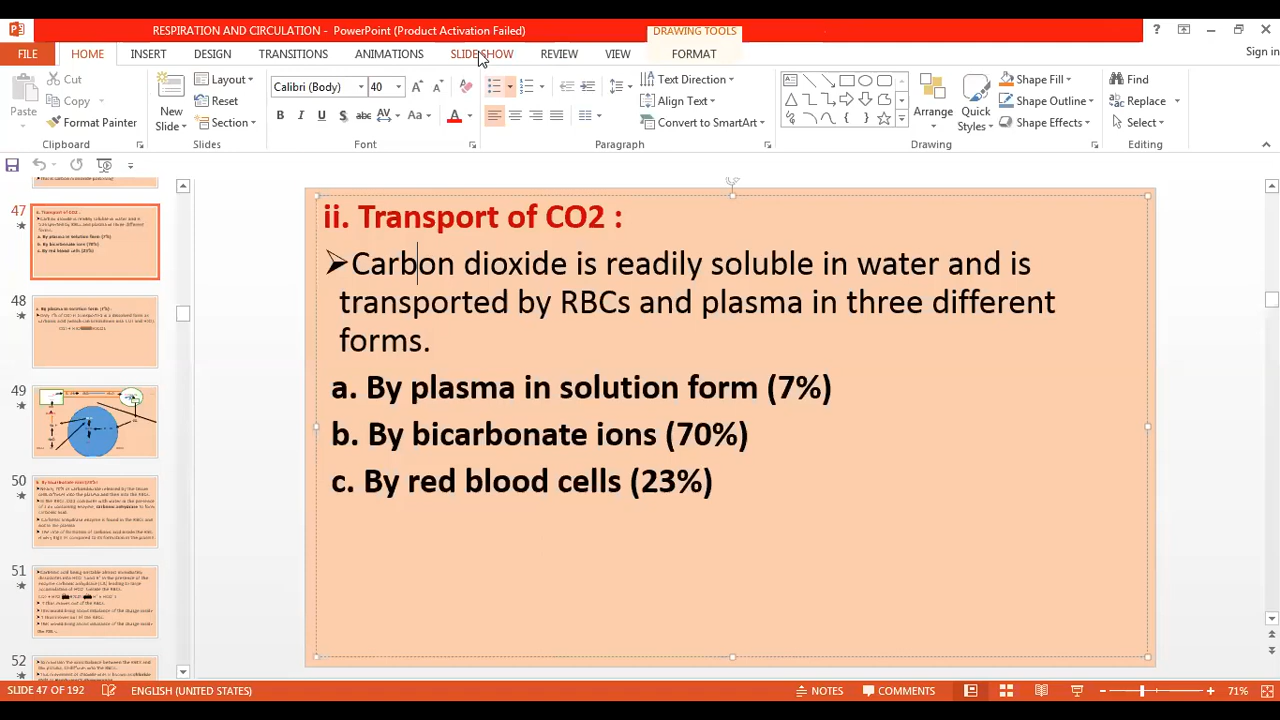 RESPIRATION AND CIRCULATION - PowerPoint (Product Activation Failed)
DRAWING TOOLS
FILE HOME INSERT DESIGN TRANSITIONS ANIMATIONS SLIDE SHOW REVIEW VIEW FORMAT
Sign in
Cut
Copy
Format Painter
Paste
Clipboard
New Slide
Layout
Reset
Section
Slides
Calibri (Body) 40
Font
Text Direction
Align Text
Convert to SmartArt
Paragraph
Arrange
Quick Styles
Shape Fill
Shape Outline
Shape Effects
Drawing
Find
Replace
Select
Editing
47
48
49
50
51
52
ii. Transport of CO2 :
Carbon dioxide is readily soluble in water and is
transported by RBCs and plasma in three different
forms.
a. By plasma in solution form (7%)
b. By bicarbonate ions (70%)
c. By red blood cells (23%)
SLIDE 47 OF 192 ENGLISH (UNITED STATES) NOTES COMMENTS 71%